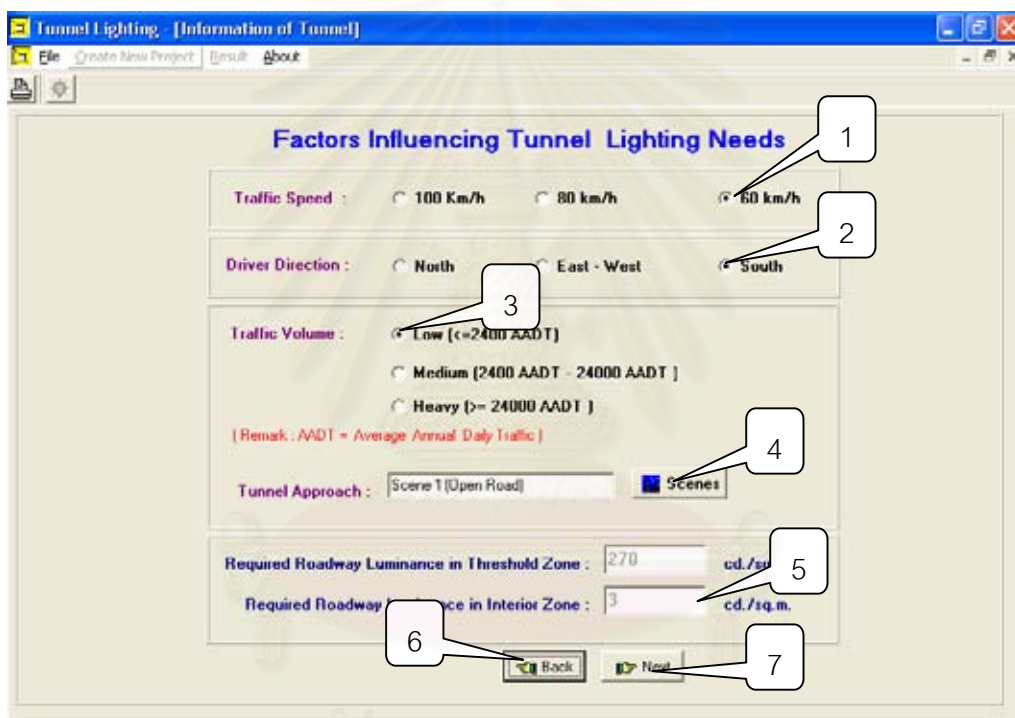 Tunnel Lighting - [Information of Tunnel]
File Create New Project Result About
Factors Influencing Tunnel Lighting Needs
1
Traffic Speed : 100 Km/h 80 km/h 60 km/h
2
Driver Direction : North East - West South
3
Traffic Volume : Low (<=2400 AADT)
Medium (2400 AADT - 24000 AADT )
Heavy (>= 24000 AADT )
( Remark : AADT = Average Annual Daily Traffic )
4
Tunnel Approach : Scene 1 (Open Road) Scenes
Required Roadway Luminance in Threshold Zone : 270
5
Required Roadway in Interior Zone : 3 cd./sq.m.
6
Back Next
7